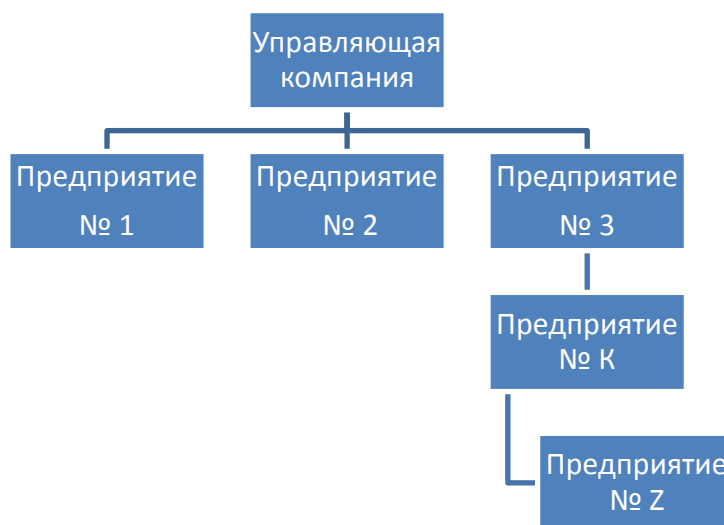 Управляющая
компания
Предприятие
№ 1
Предприятие
№ 2
Предприятие
№ 3
Предприятие
№ К
Предприятие
№ Z